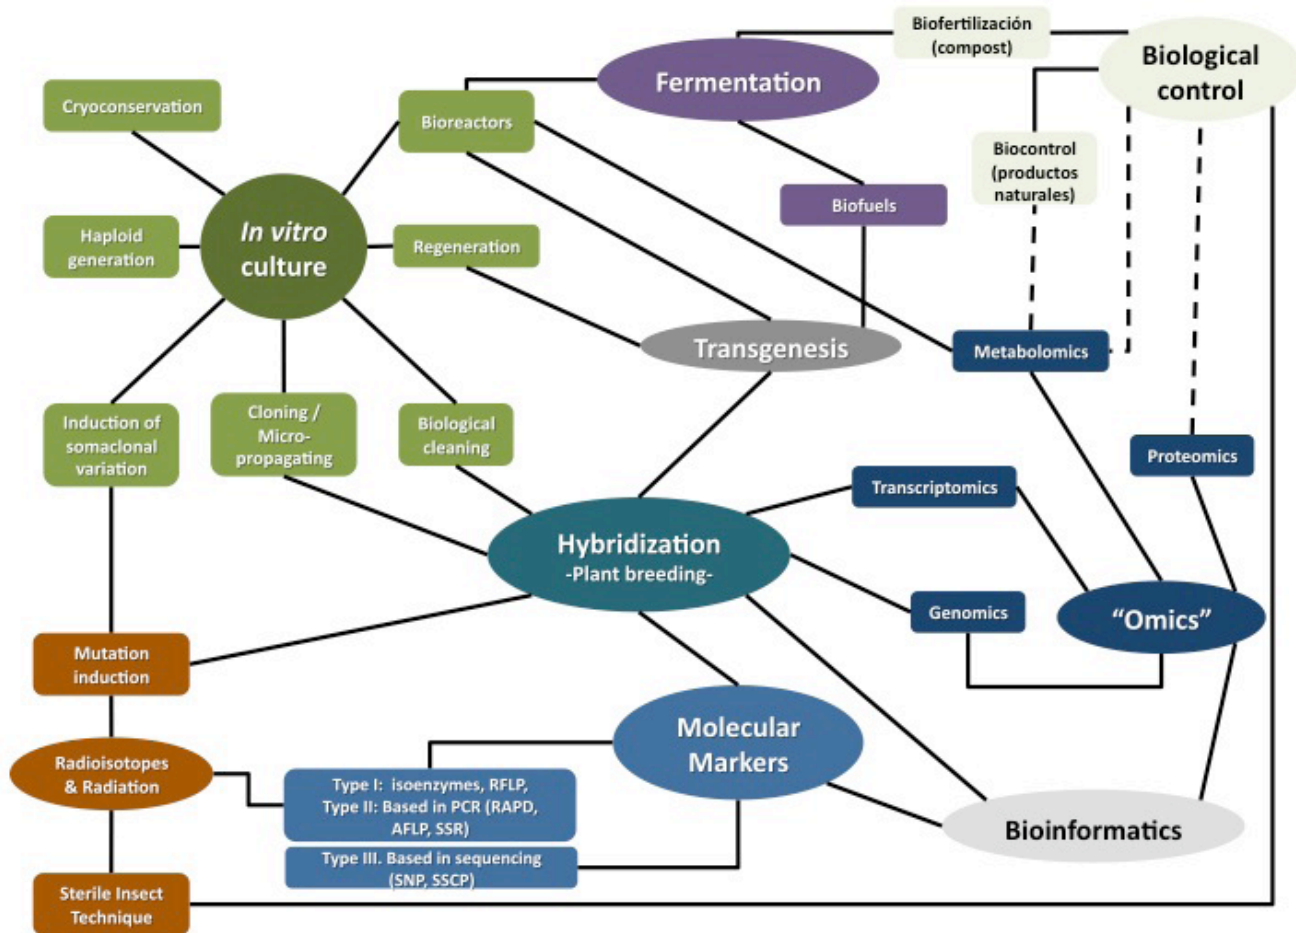 Biofertilización
(compost)
Biological
control
Fermentation
Cryoconservation
Bioreactors
Biocontrol
(productos
naturales)
Biofuels
In vitro
culture
Haploid
generation
Regeneration
Transgenesis
Metabolomics
Induction of
somaclonal
variation
Cloning /
Micro-
propagating
Biological
cleaning
Proteomics
Transcriptomics
Hybridization
-Plant breeding-
Genomics
“Omics”
Mutation
induction
Molecular
Markers
Radioisotopes
& Radiation
Type I: isoenzymes, RFLP,
Type II: Based in PCR (RAPD,
AFLP, SSR)
Bioinformatics
Type III. Based in sequencing
(SNP, SSCP)
Sterile Insect
Technique